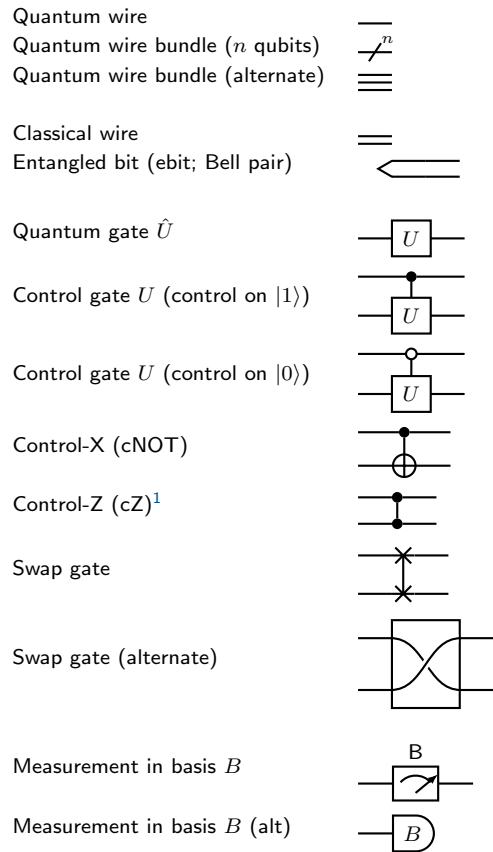 Quantum wire
Quantum wire bundle (n qubits) n
Quantum wire bundle (alternate)
Classical wire
Entangled bit (ebit; Bell pair)
Quantum gate Û U
Control gate U (control on |1⟩) U
Control gate U (control on |0⟩) U
Control-X (cNOT)
Control-Z (cZ)¹
Swap gate
Swap gate (alternate)
B
Measurement in basis B
Measurement in basis B (alt) B